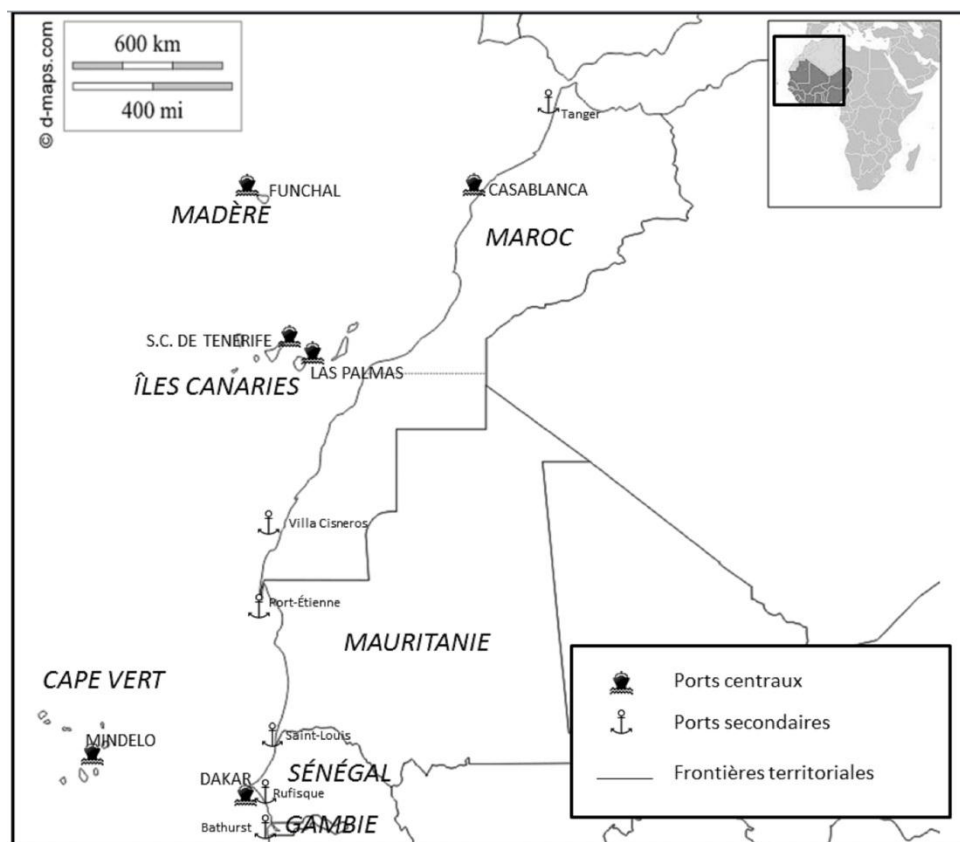 600 km
400 mi
© d-maps.com
Tanger
FUNCHAL
CASABLANCA
MADÈRE
MAROC
S.C. DE TENERIFE
LAS PALMAS
ÎLES CANARIES
Villa Cisneros
Port-Étienne
MAURITANIE
CAPE VERT
MINDELO
Saint-Louis
SÉNÉGAL
DAKAR
Rufisque
Bathurst
GAMBIE
Ports centraux
Ports secondaires
Frontières territoriales